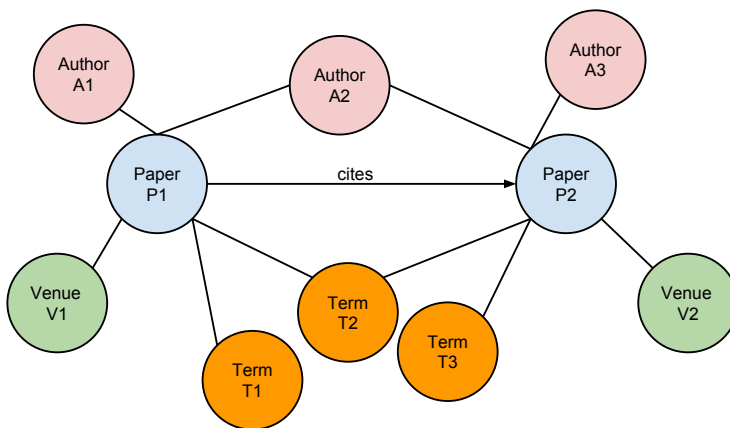 Author
A1
Author
A2
Author
A3
Paper
P1
cites
Paper
P2
Venue
V1
Term
T2
Venue
V2
Term
T3
Term
T1